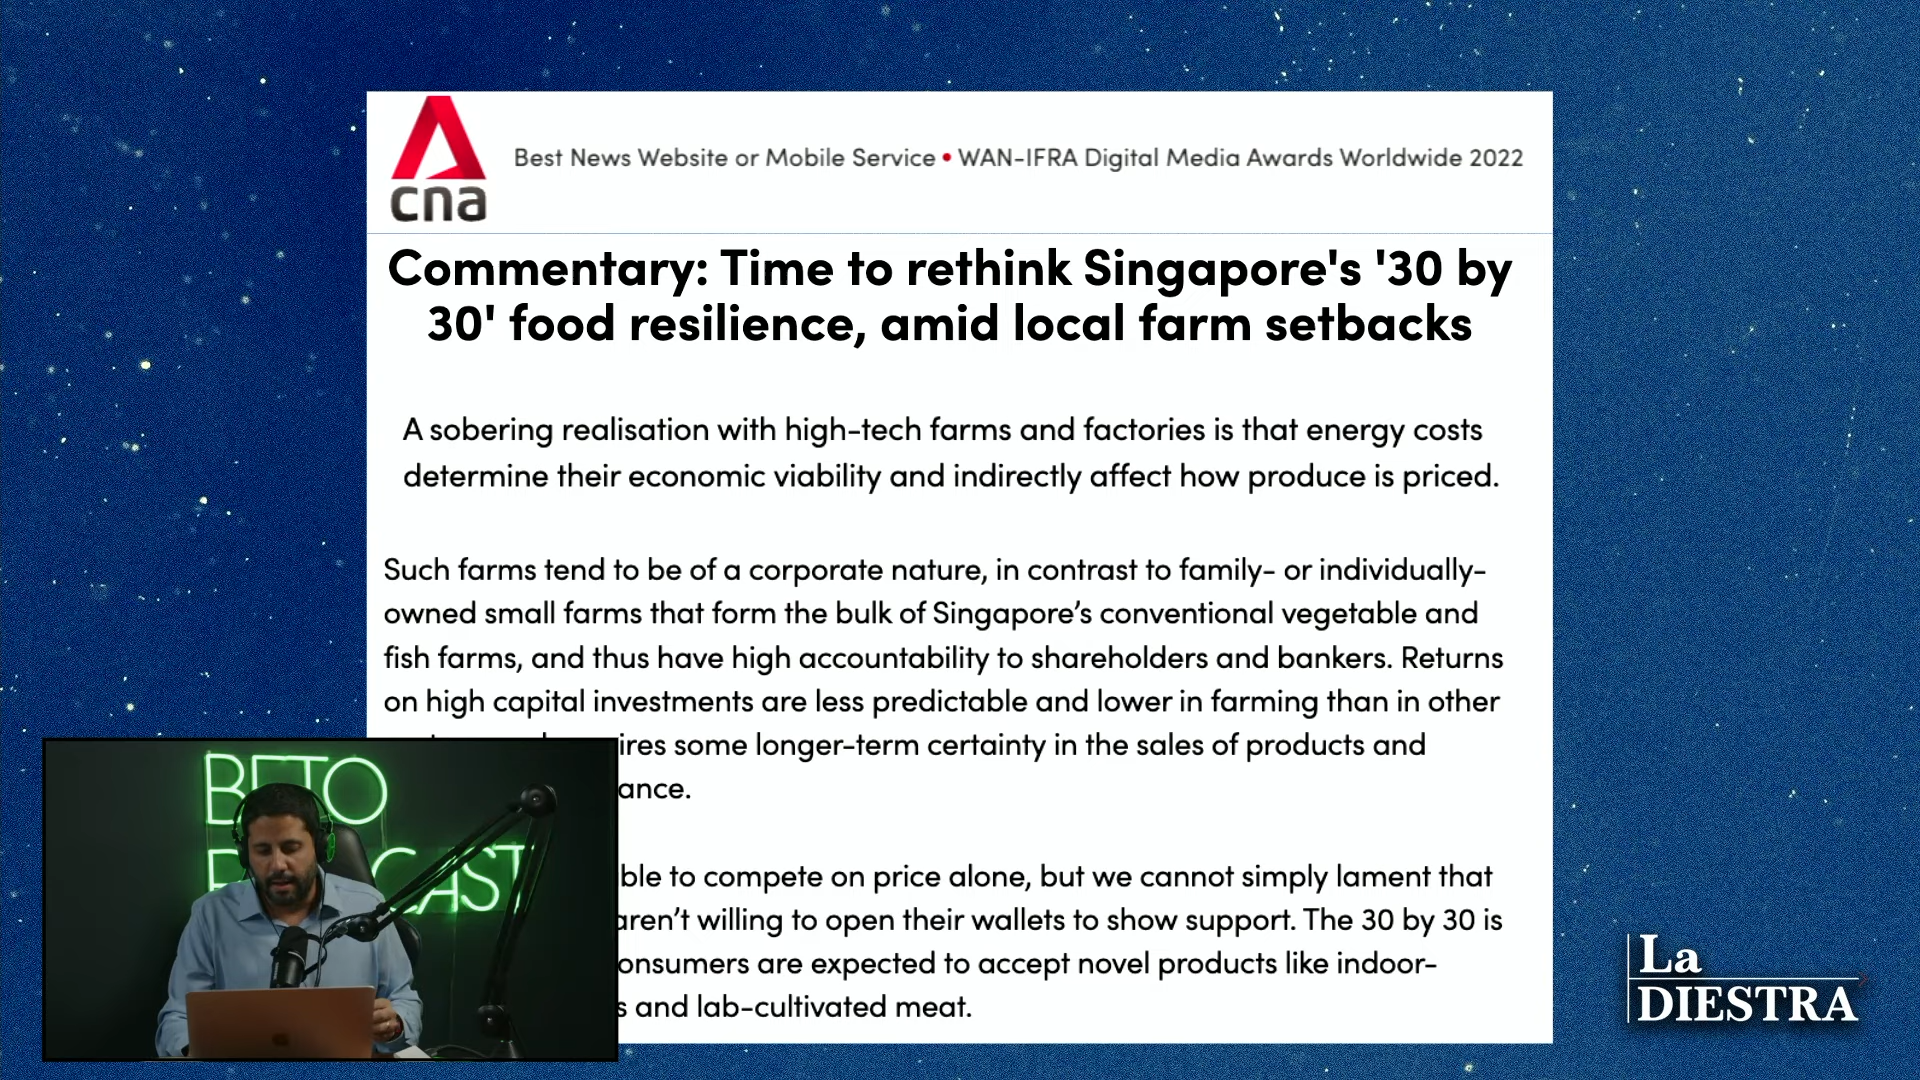 cna
Best News Website or Mobile Service • WAN-IFRA Digital Media Awards Worldwide 2022
Commentary: Time to rethink Singapore's '30 by
30' food resilience, amid local farm setbacks
A sobering realisation with high-tech farms and factories is that energy costs
determine their economic viability and indirectly affect how produce is priced.
Such farms tend to be of a corporate nature, in contrast to family- or individually-
owned small farms that form the bulk of Singapore's conventional vegetable and
fish farms, and thus have high accountability to shareholders and bankers. Returns
on high capital investments are less predictable and lower in farming than in other
some longer-term certainty in the sales of products and
to compete on price alone, but we cannot simply lament that
aren't willing to open their wallets to show support. The 30 by 30 is
are expected to accept novel products like indoor-
and lab-cultivated meat.
BETO
La
DIESTRA